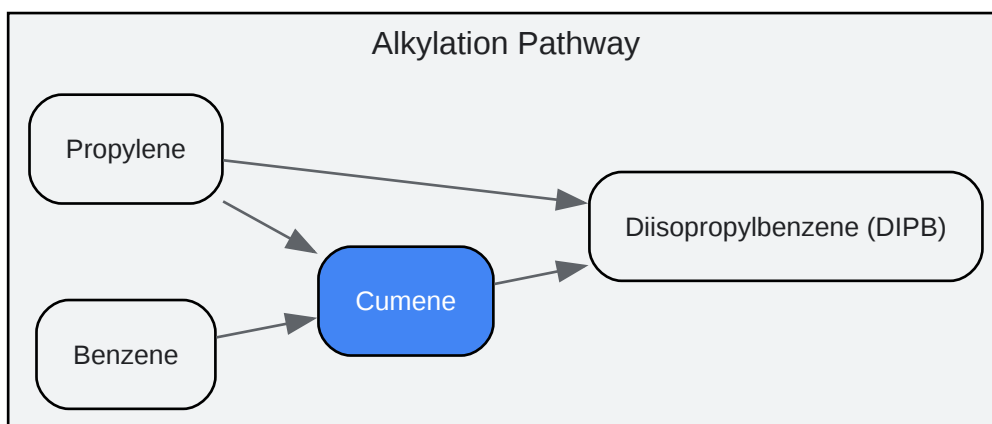 Alkylation Pathway
Propylene
Diisopropylbenzene (DIPB)
Cumene
Benzene